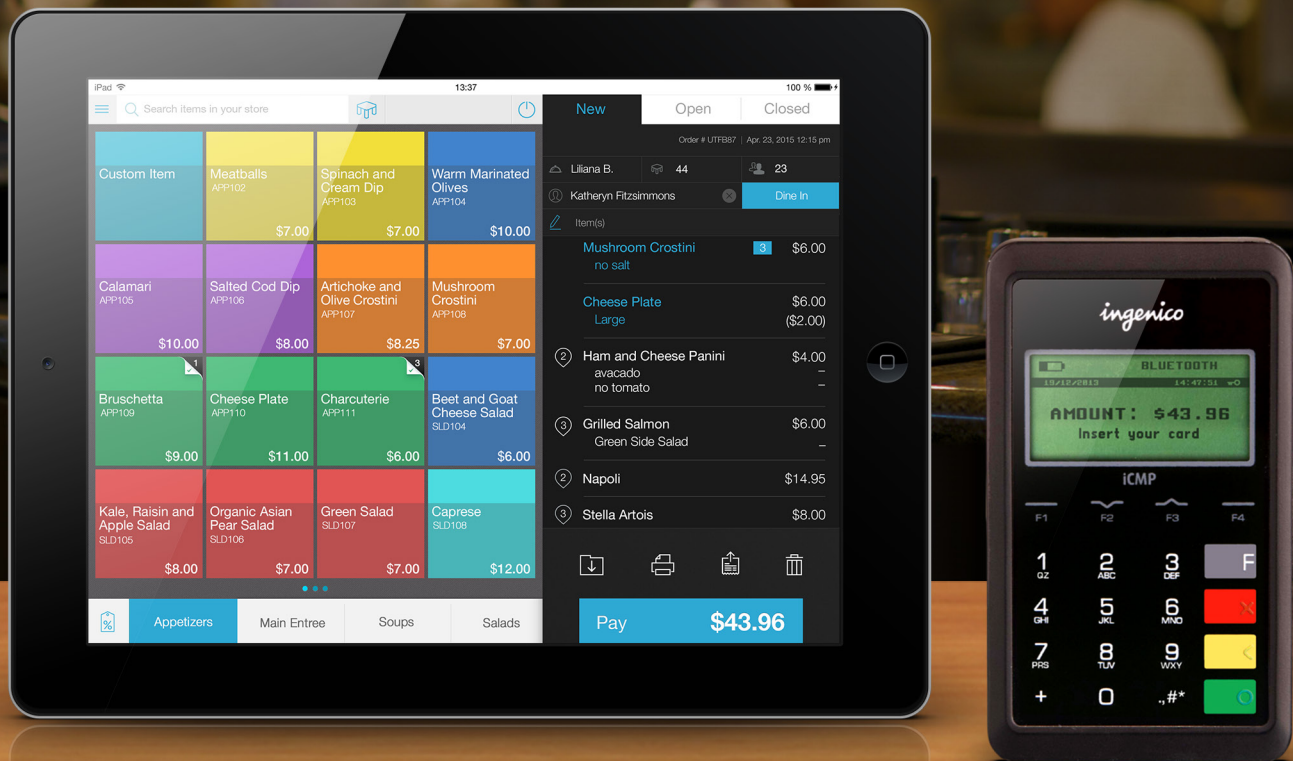 iPad
13:37
100 %
Search items in your store
New
Open
Closed
Order # UTFB87 | Apr. 23, 2015 12:15 pm
Liliana B.
44
23
Katheryn Fitzsimmons
Dine In
Item(s)
Custom Item
Meatballs
APP102
$7.00
Spinach and
Cream Dip
APP103
$7.00
Warm Marinated
Olives
APP104
$10.00
Calamari
APP105
$10.00
Salted Cod Dip
APP106
$8.00
Artichoke and
Olive Crostini
APP107
$8.25
Mushroom
Crostini
APP108
$7.00
1
Bruschetta
APP109
$9.00
Cheese Plate
APP110
$11.00
3
Charcuterie
APP111
$6.00
Beet and Goat
Cheese Salad
SLD104
$6.00
Kale, Raisin and
Apple Salad
SLD105
$8.00
Organic Asian
Pear Salad
SLD106
$7.00
Green Salad
SLD107
$7.00
Caprese
SLD108
$12.00
%
Appetizers
Main Entree
Soups
Salads
Mushroom Crostini 3 $6.00
no salt
Cheese Plate $6.00
Large ($2.00)
2 Ham and Cheese Panini $4.00
avacado –
no tomato –
3 Grilled Salmon $6.00
Green Side Salad –
2 Napoli $14.95
3 Stella Artois $8.00
Pay $43.96
ingenico
BLUETOOTH
19/12/2013 14:47:51
AMOUNT: $43.96
Insert your card
iCMP
F1 F2 F3 F4
1 2 3 F
QZ ABC DEF
4 5 6 X
GHI JKL MNO
7 8 9 <
PRS TUV WXY
+ 0 .,#* O